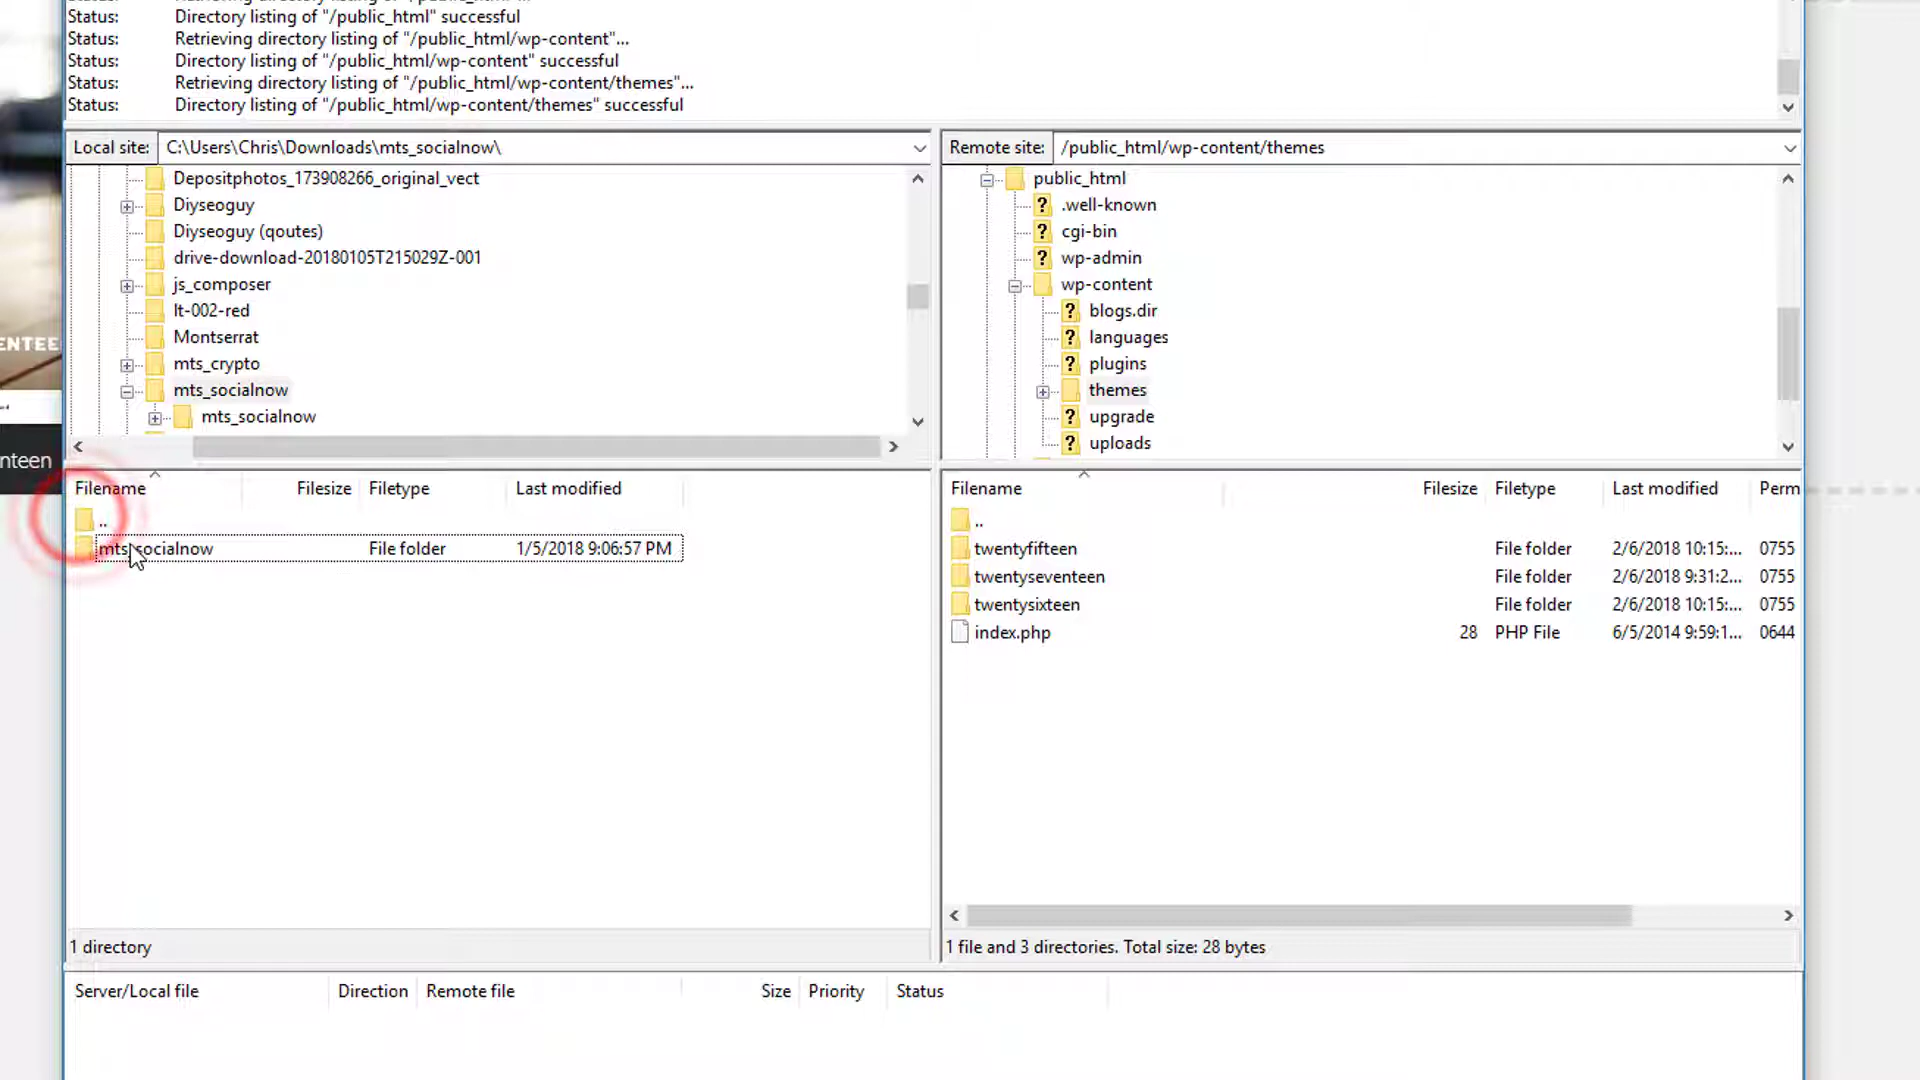 Status: Directory listing of "/public_html" successful
Status: Retrieving directory listing of "/public_html/wp-content"...
Status: Directory listing of "/public_html/wp-content" successful
Status: Retrieving directory listing of "/public_html/wp-content/themes"...
Status: Directory listing of "/public_html/wp-content/themes" successful
Local site: C:\Users\Chris\Downloads\mts_socialnow\
Depositphotos_173908266_original_vect
Diyseoguy
Diyseoguy (qoutes)
drive-download-20180105T215029Z-001
js_composer
lt-002-red
Montserrat
mts_crypto
mts_socialnow
mts_socialnow
Remote site: /public_html/wp-content/themes
public_html
.well-known
cgi-bin
wp-admin
wp-content
blogs.dir
languages
plugins
themes
upgrade
uploads
ENTEE
nteen
Filename Filesize Filetype Last modified
..
mts_socialnow File folder 1/5/2018 9:06:57 PM
1 directory
Filename Filesize Filetype Last modified Perm
..
twentyfifteen File folder 2/6/2018 10:15:... 0755
twentyseventeen File folder 2/6/2018 9:31:2... 0755
twentysixteen File folder 2/6/2018 10:15:... 0755
index.php 28 PHP File 6/5/2014 9:59:1... 0644
1 file and 3 directories. Total size: 28 bytes
Server/Local file Direction Remote file Size Priority Status